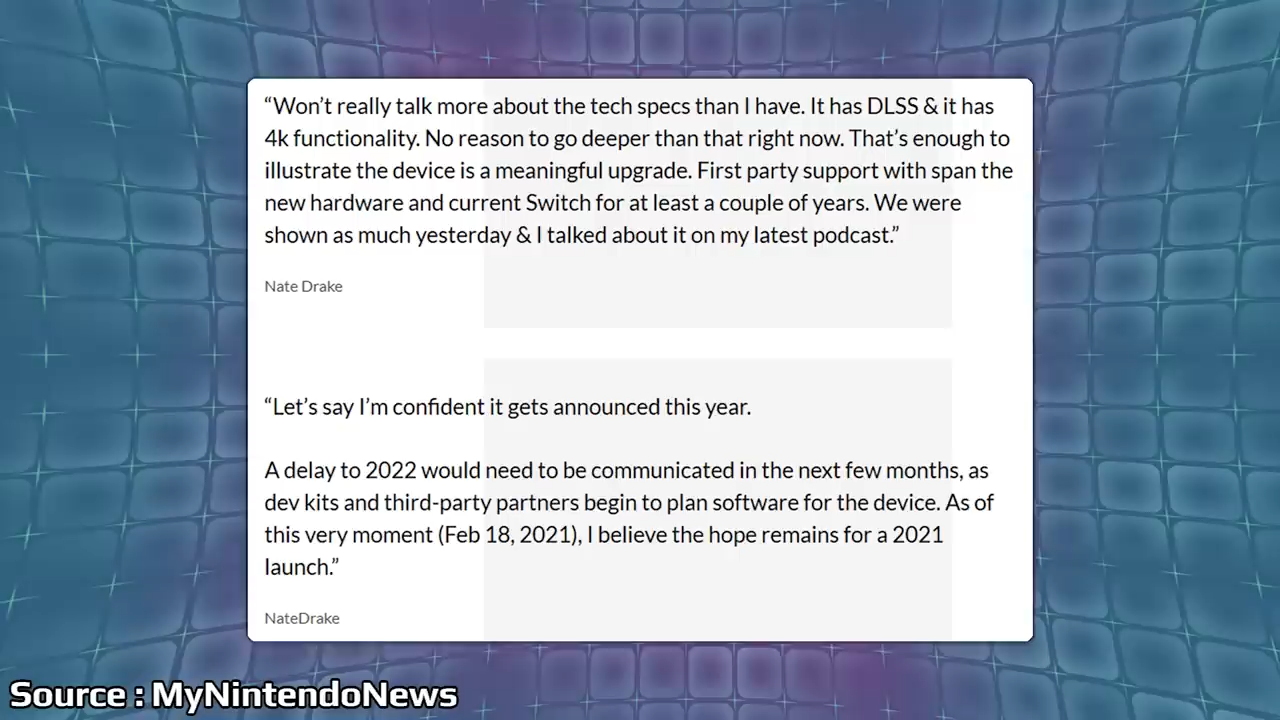 “Won’t really talk more about the tech specs than I have. It has DLSS & it has
4k functionality. No reason to go deeper than that right now. That’s enough to
illustrate the device is a meaningful upgrade. First party support with span the
new hardware and current Switch for at least a couple of years. We were
shown as much yesterday & I talked about it on my latest podcast.”
Nate Drake
“Let’s say I’m confident it gets announced this year.
A delay to 2022 would need to be communicated in the next few months, as
dev kits and third-party partners begin to plan software for the device. As of
this very moment (Feb 18, 2021), I believe the hope remains for a 2021
launch.”
NateDrake
Source : MyNintendoNews